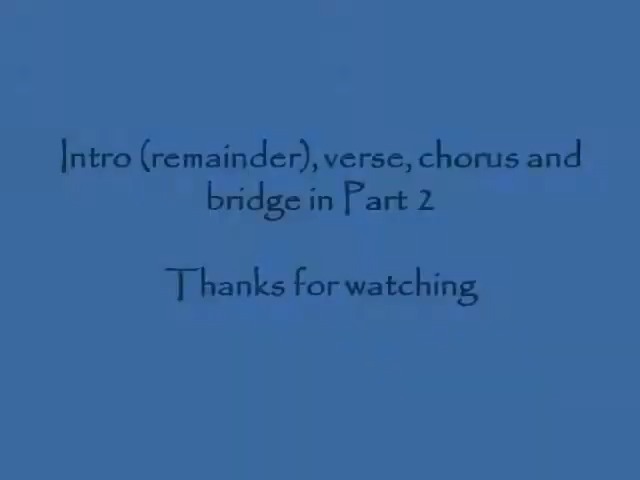 Intro (remainder), verse, chorus and
bridge in Part 2
Thanks for watching